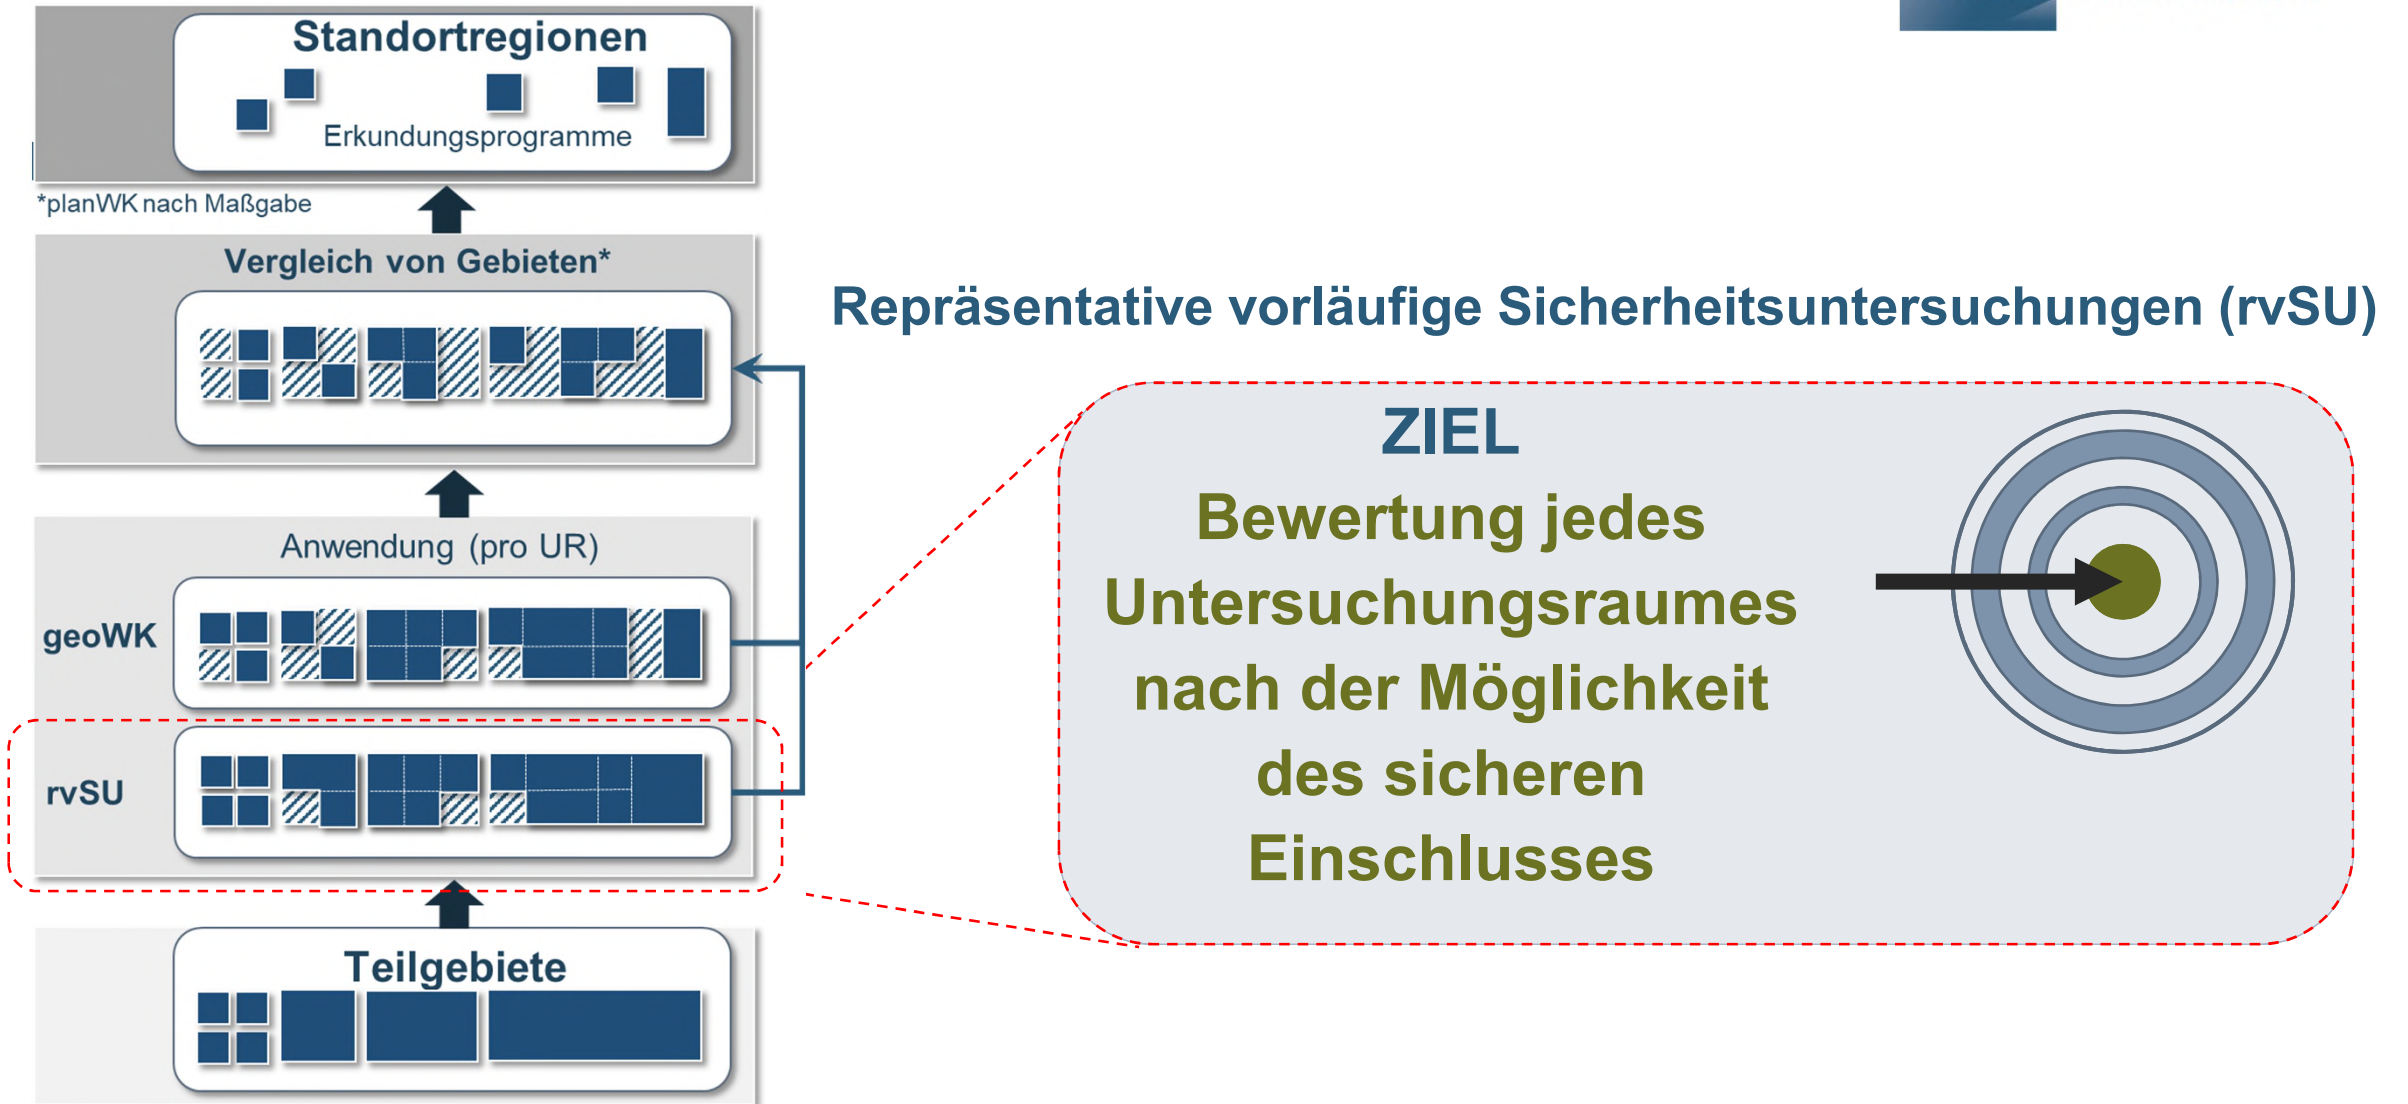 Standortregionen
Erkundungsprogramme
*planWK nach Maßgabe
Vergleich von Gebieten*
Anwendung (pro UR)
geoWK
rvSU
Teilgebiete
Repräsentative vorläufige Sicherheitsuntersuchungen (rvSU)
ZIEL
Bewertung jedes
Untersuchungsraumes
nach der Möglichkeit
des sicheren
Einschlusses